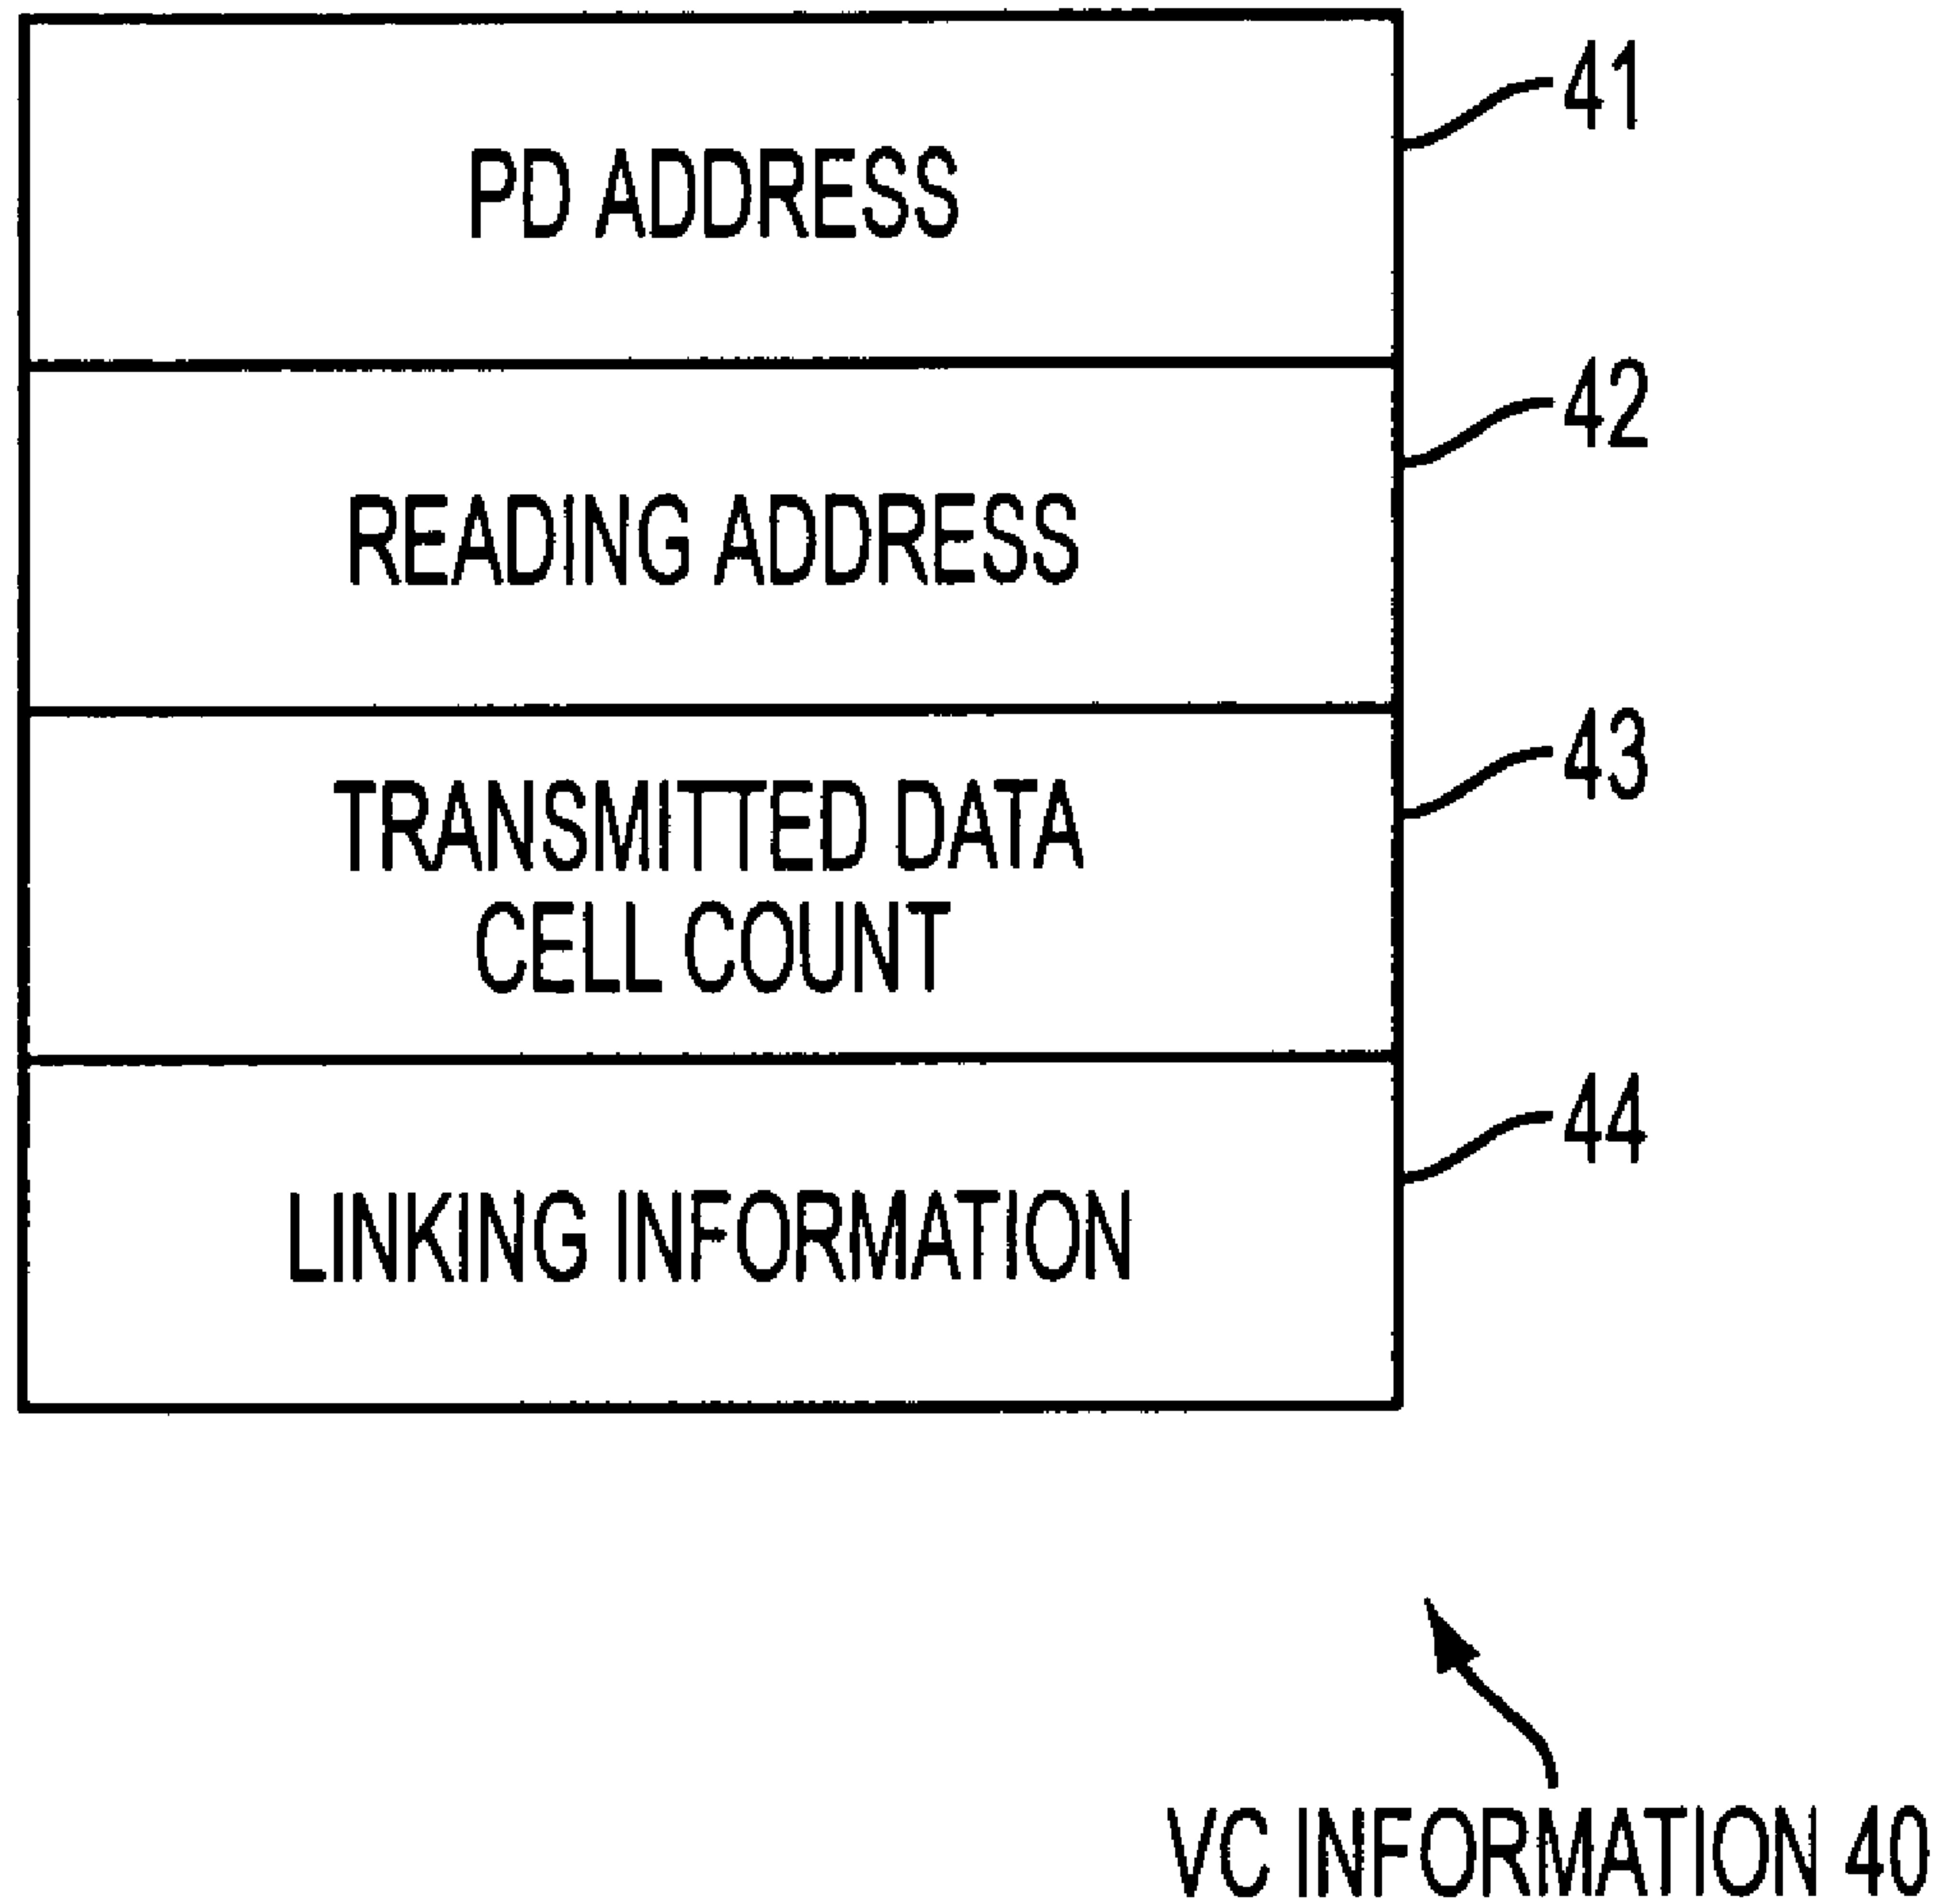 41
PD ADDRESS
42
READING ADDRESS
43
TRANSMITTED DATA
CELL COUNT
44
LINKING INFORMATION
VC INFORMATION 40